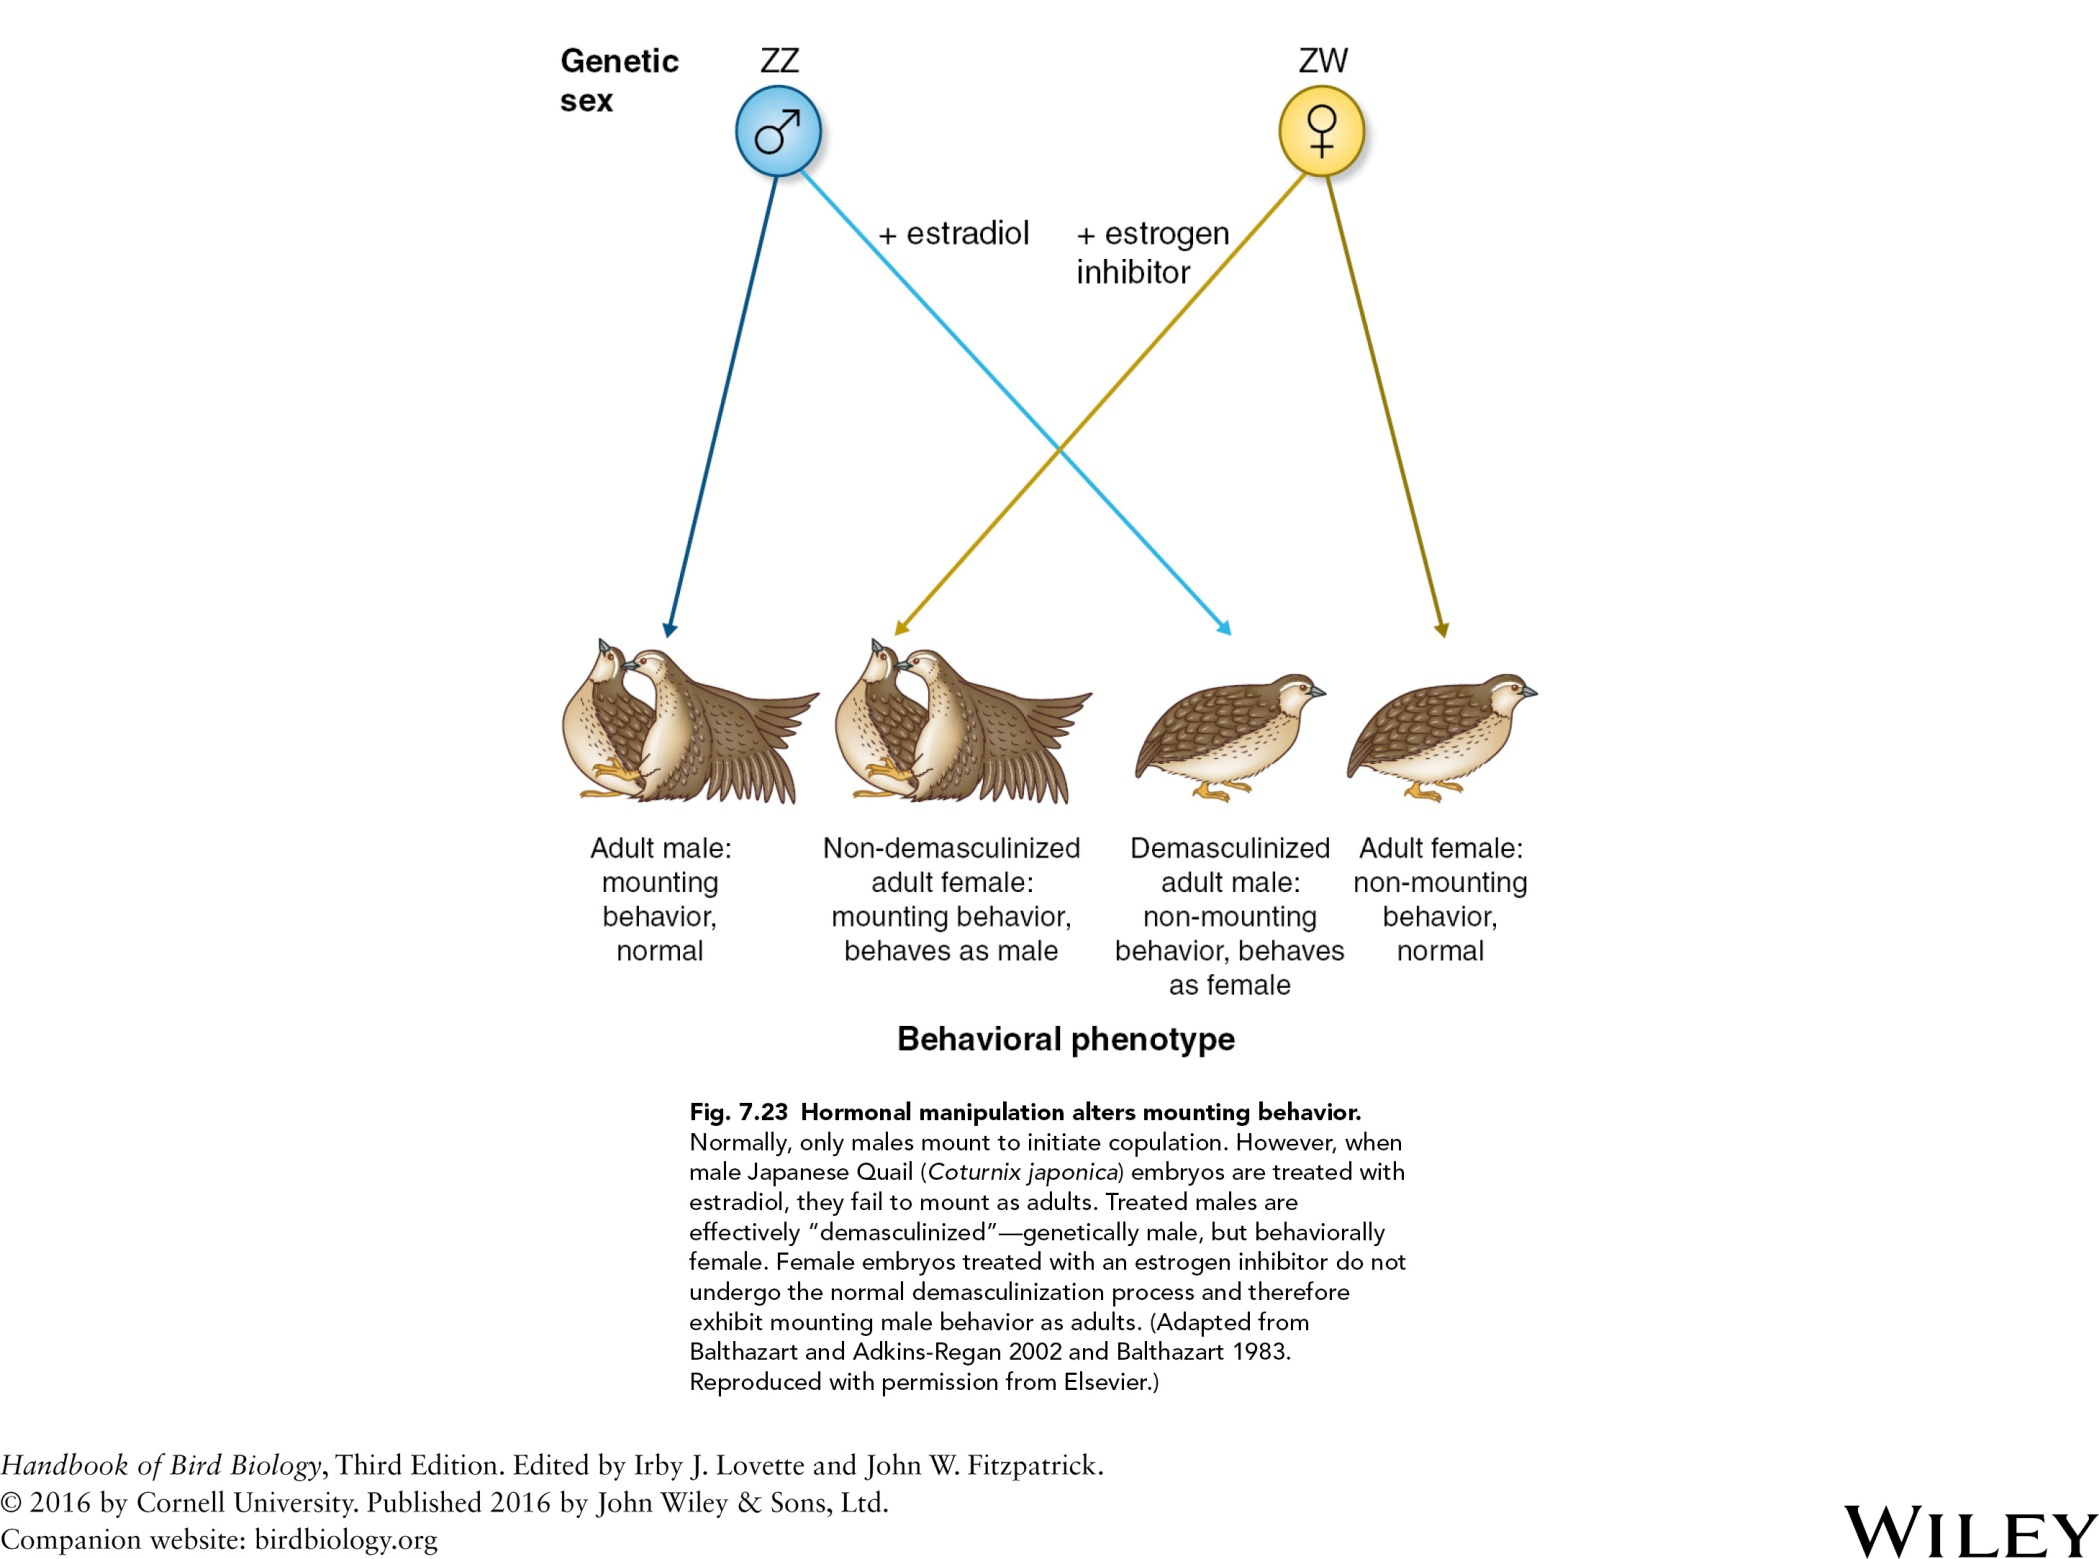 Genetic
sex
ZZ
ZW
♂
♀
+ estradiol
+ estrogen
inhibitor
Adult male:
mounting
behavior,
normal
Non-demasculinized
adult female:
mounting behavior,
behaves as male
Demasculinized
adult male:
non-mounting
behavior, behaves
as female
Adult female:
non-mounting
behavior,
normal
Behavioral phenotype
Fig. 7.23 Hormonal manipulation alters mounting behavior.
Normally, only males mount to initiate copulation. However, when
male Japanese Quail (Coturnix japonica) embryos are treated with
estradiol, they fail to mount as adults. Treated males are
effectively “demasculinized”—genetically male, but behaviorally
female. Female embryos treated with an estrogen inhibitor do not
undergo the normal demasculinization process and therefore
exhibit mounting male behavior as adults. (Adapted from
Balthazart and Adkins-Regan 2002 and Balthazart 1983.
Reproduced with permission from Elsevier.)
Handbook of Bird Biology, Third Edition. Edited by Irby J. Lovette and John W. Fitzpatrick.
© 2016 by Cornell University. Published 2016 by John Wiley & Sons, Ltd.
Companion website: birdbiology.org
WILEY